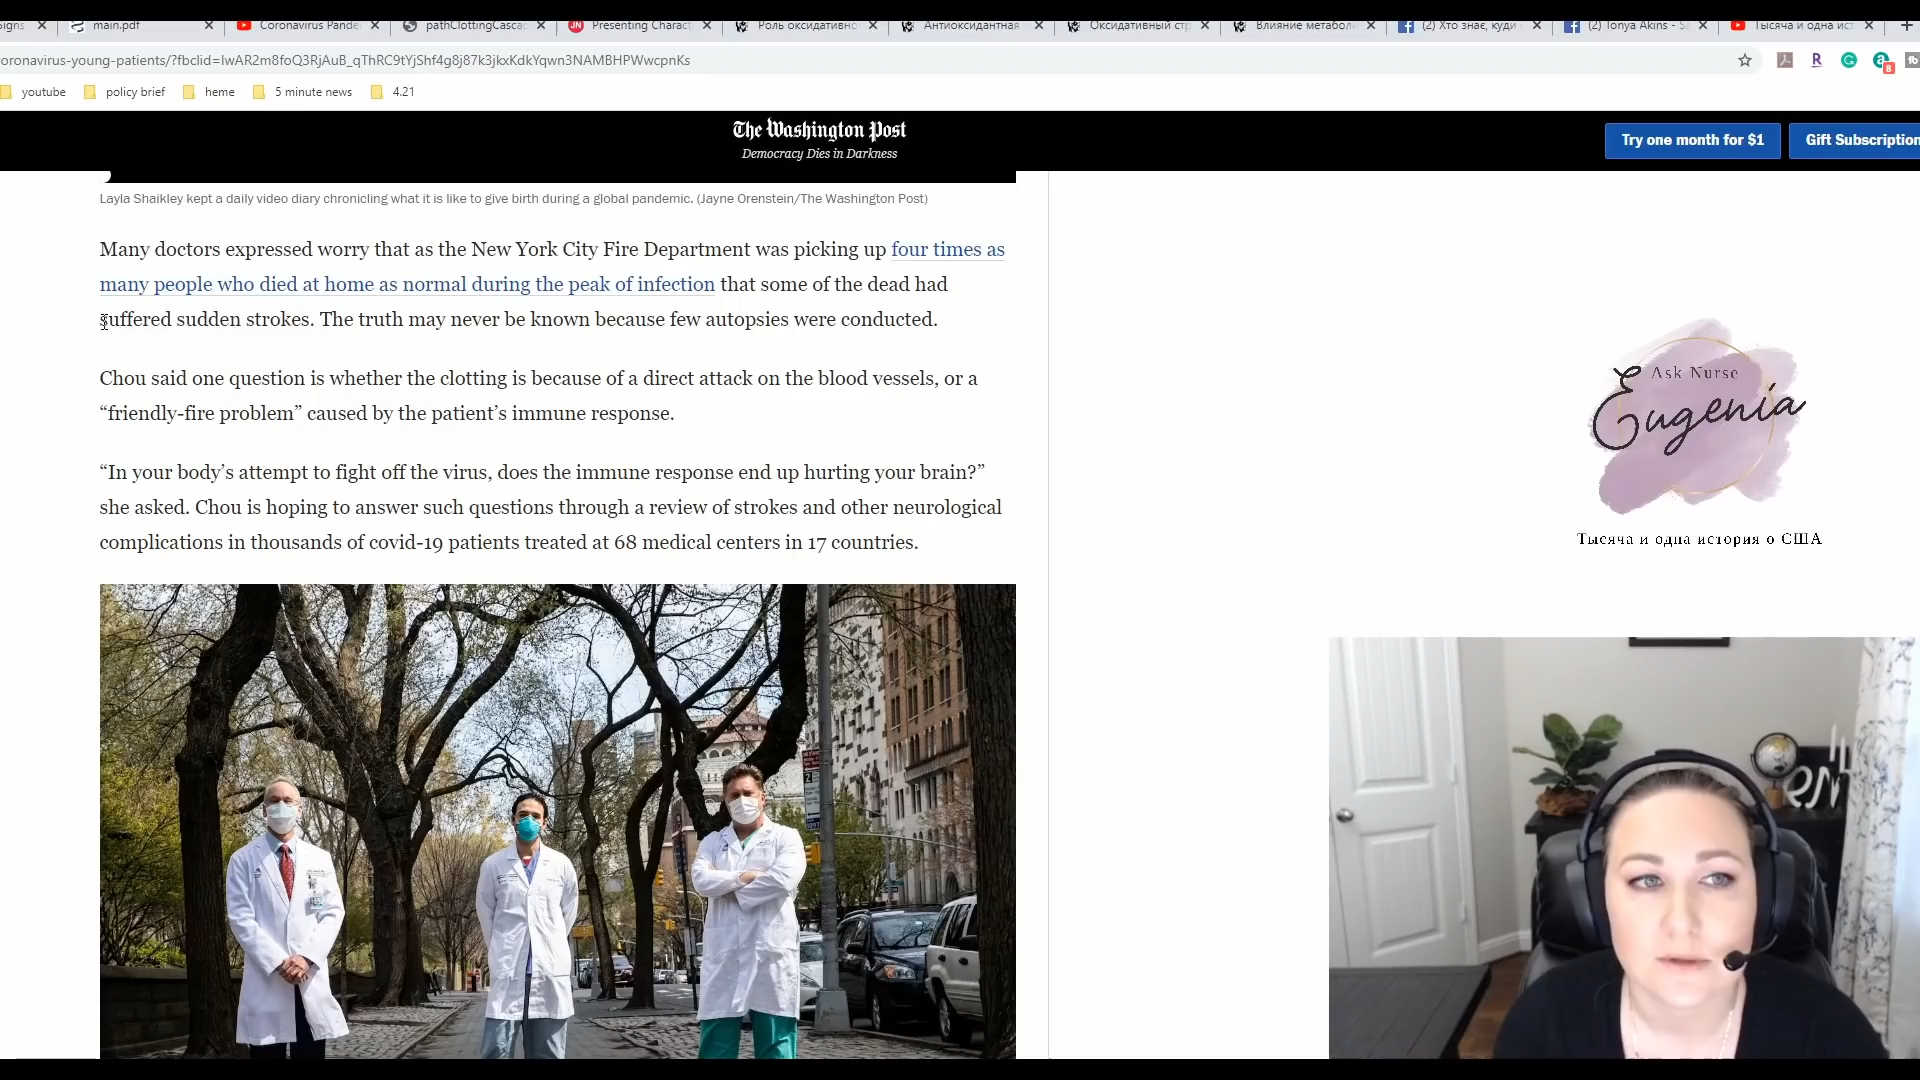 signs
main.pdf
Coronavirus Pande
pathClottingCasca
JN
Presenting Charact
Роль оксидативно
Антиоксидантная
Оксидативный стр
Влияние метабол
(2) Хто знає, куди
(2) Tonya Akins - S
Тысяча и одна ист
oronavirus-young-patients/?fbclid=IwAR2m8foQ3RjAuB_qThRC9tYjShf4g8j87k3jkxKdkYqwn3NAMBHPWwcpnKs
R
8
youtube
policy brief
heme
5 minute news
4.21
The Washington Post
Democracy Dies in Darkness
Try one month for $1
Gift Subscription
Layla Shaikley kept a daily video diary chronicling what it is like to give birth during a global pandemic. (Jayne Orenstein/The Washington Post)
Many doctors expressed worry that as the New York City Fire Department was picking up four times as
many people who died at home as normal during the peak of infection that some of the dead had
suffered sudden strokes. The truth may never be known because few autopsies were conducted.
Chou said one question is whether the clotting is because of a direct attack on the blood vessels, or a
“friendly-fire problem” caused by the patient’s immune response.
“In your body’s attempt to fight off the virus, does the immune response end up hurting your brain?”
she asked. Chou is hoping to answer such questions through a review of strokes and other neurological
complications in thousands of covid-19 patients treated at 68 medical centers in 17 countries.
Ask Nurse
Eugenia
Тысяча и одна история о США